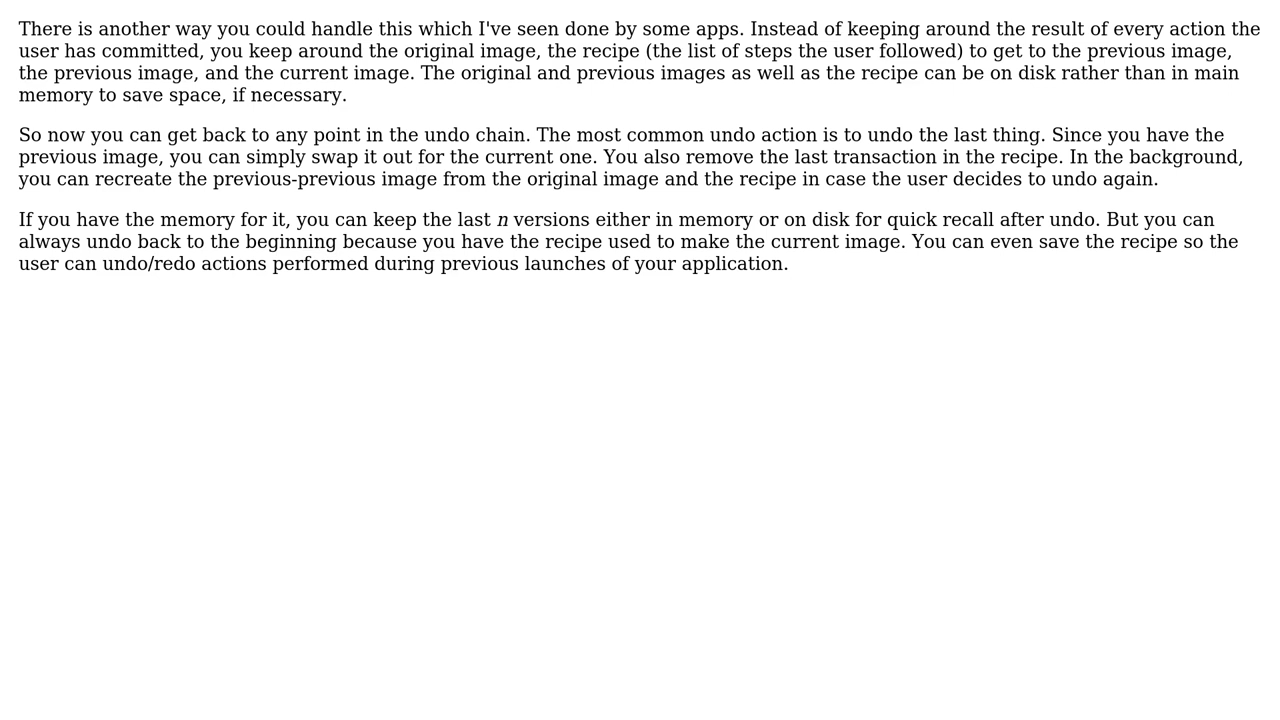 There is another way you could handle this which I've seen done by some apps. Instead of keeping around the result of every action the
user has committed, you keep around the original image, the recipe (the list of steps the user followed) to get to the previous image,
the previous image, and the current image. The original and previous images as well as the recipe can be on disk rather than in main
memory to save space, if necessary.
So now you can get back to any point in the undo chain. The most common undo action is to undo the last thing. Since you have the
previous image, you can simply swap it out for the current one. You also remove the last transaction in the recipe. In the background,
you can recreate the previous-previous image from the original image and the recipe in case the user decides to undo again.
If you have the memory for it, you can keep the last n versions either in memory or on disk for quick recall after undo. But you can
always undo back to the beginning because you have the recipe used to make the current image. You can even save the recipe so the
user can undo/redo actions performed during previous launches of your application.